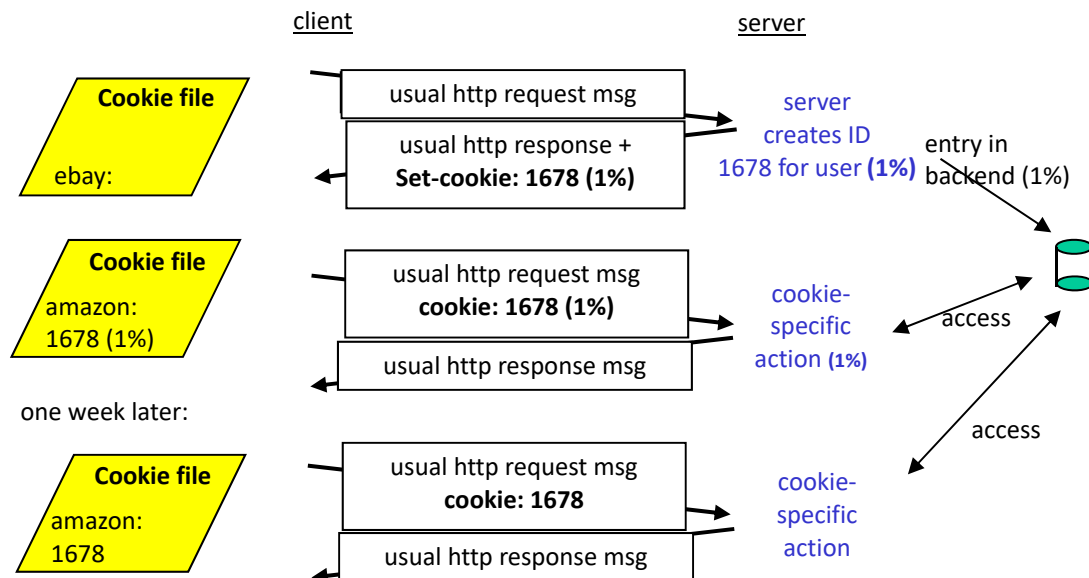 client
server
Cookie file
ebay:
usual http request msg
usual http response +
Set-cookie: 1678 (1%)
server
creates ID
1678 for user (1%)
entry in
backend (1%)
Cookie file
amazon:
1678 (1%)
usual http request msg
cookie: 1678 (1%)
usual http response msg
cookie-
specific
action (1%)
access
one week later:
access
Cookie file
amazon:
1678
usual http request msg
cookie: 1678
usual http response msg
cookie-
specific
action